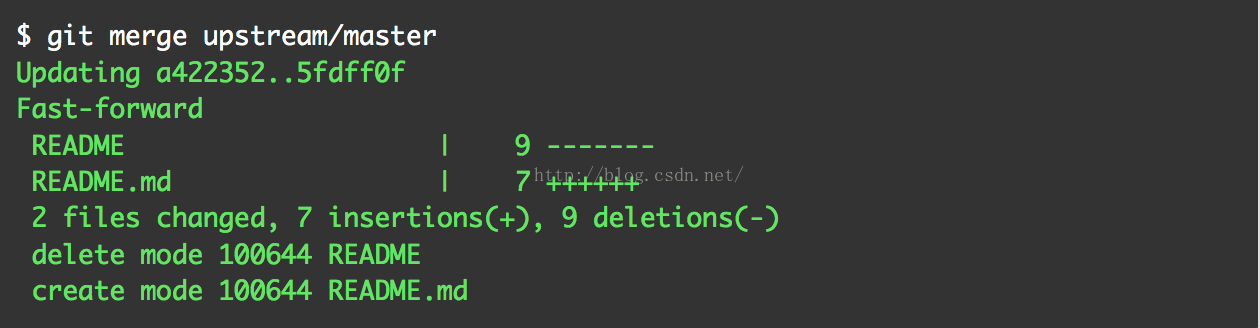 $ git merge upstream/master
Updating a422352..5fdff0f
Fast-forward
README | 9 -------
README.md | 7 ++++++
http://blog.csdn.net/
2 files changed, 7 insertions(+), 9 deletions(-)
delete mode 100644 README
create mode 100644 README.md